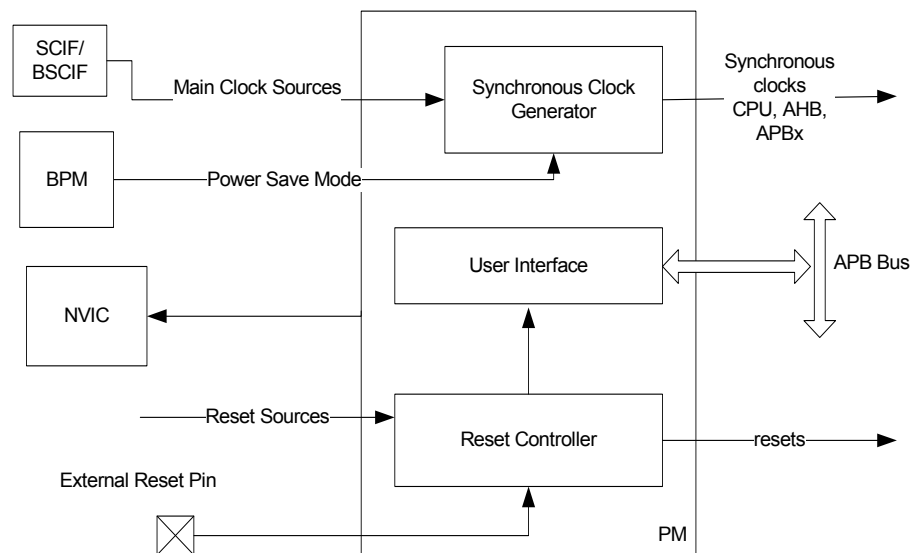 SCIF/
BSCIF
Main Clock Sources
Synchronous Clock
Generator
Synchronous
clocks
CPU, AHB,
APBx
BPM
Power Save Mode
User Interface
APB Bus
NVIC
Reset Sources
Reset Controller
resets
External Reset Pin
PM